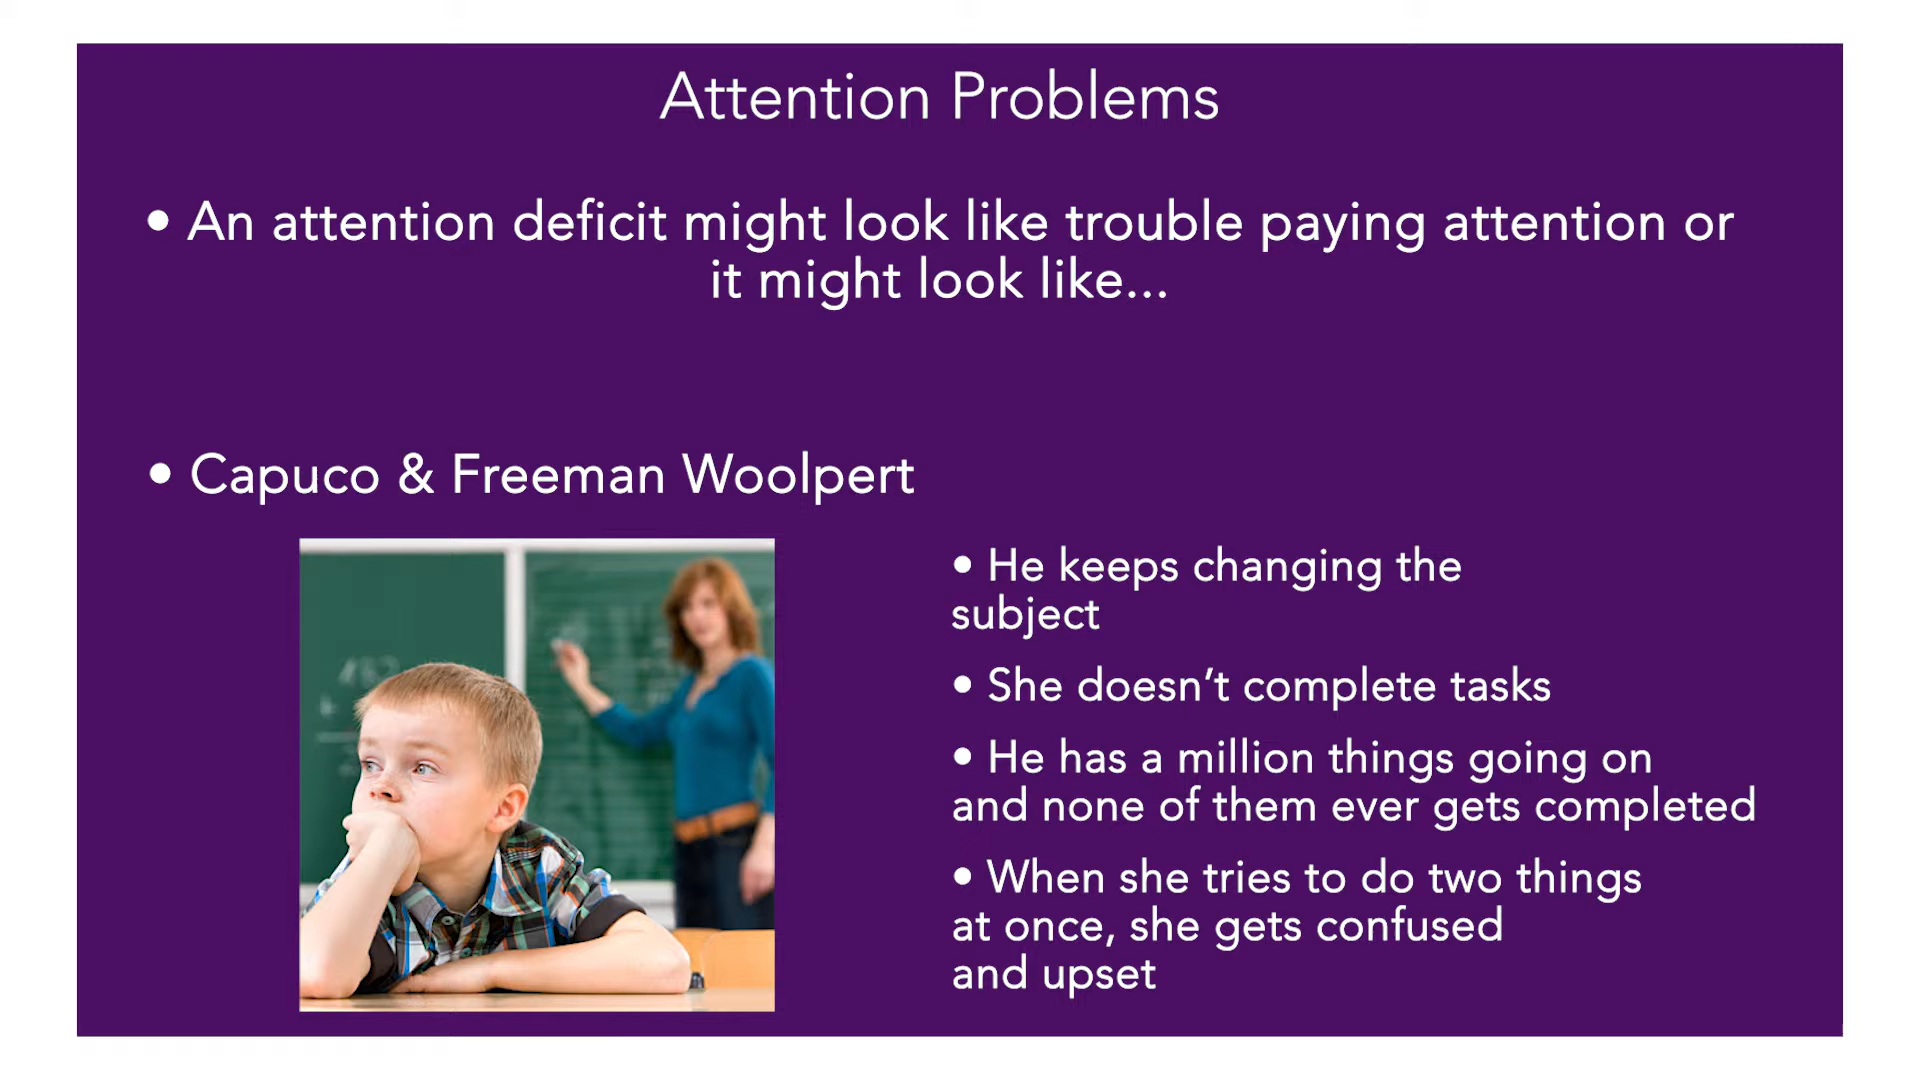 Attention Problems
• An attention deficit might look like trouble paying attention or
it might look like...
• Capuco & Freeman Woolpert
• He keeps changing the
subject
• She doesn’t complete tasks
• He has a million things going on
and none of them ever gets completed
• When she tries to do two things
at once, she gets confused
and upset